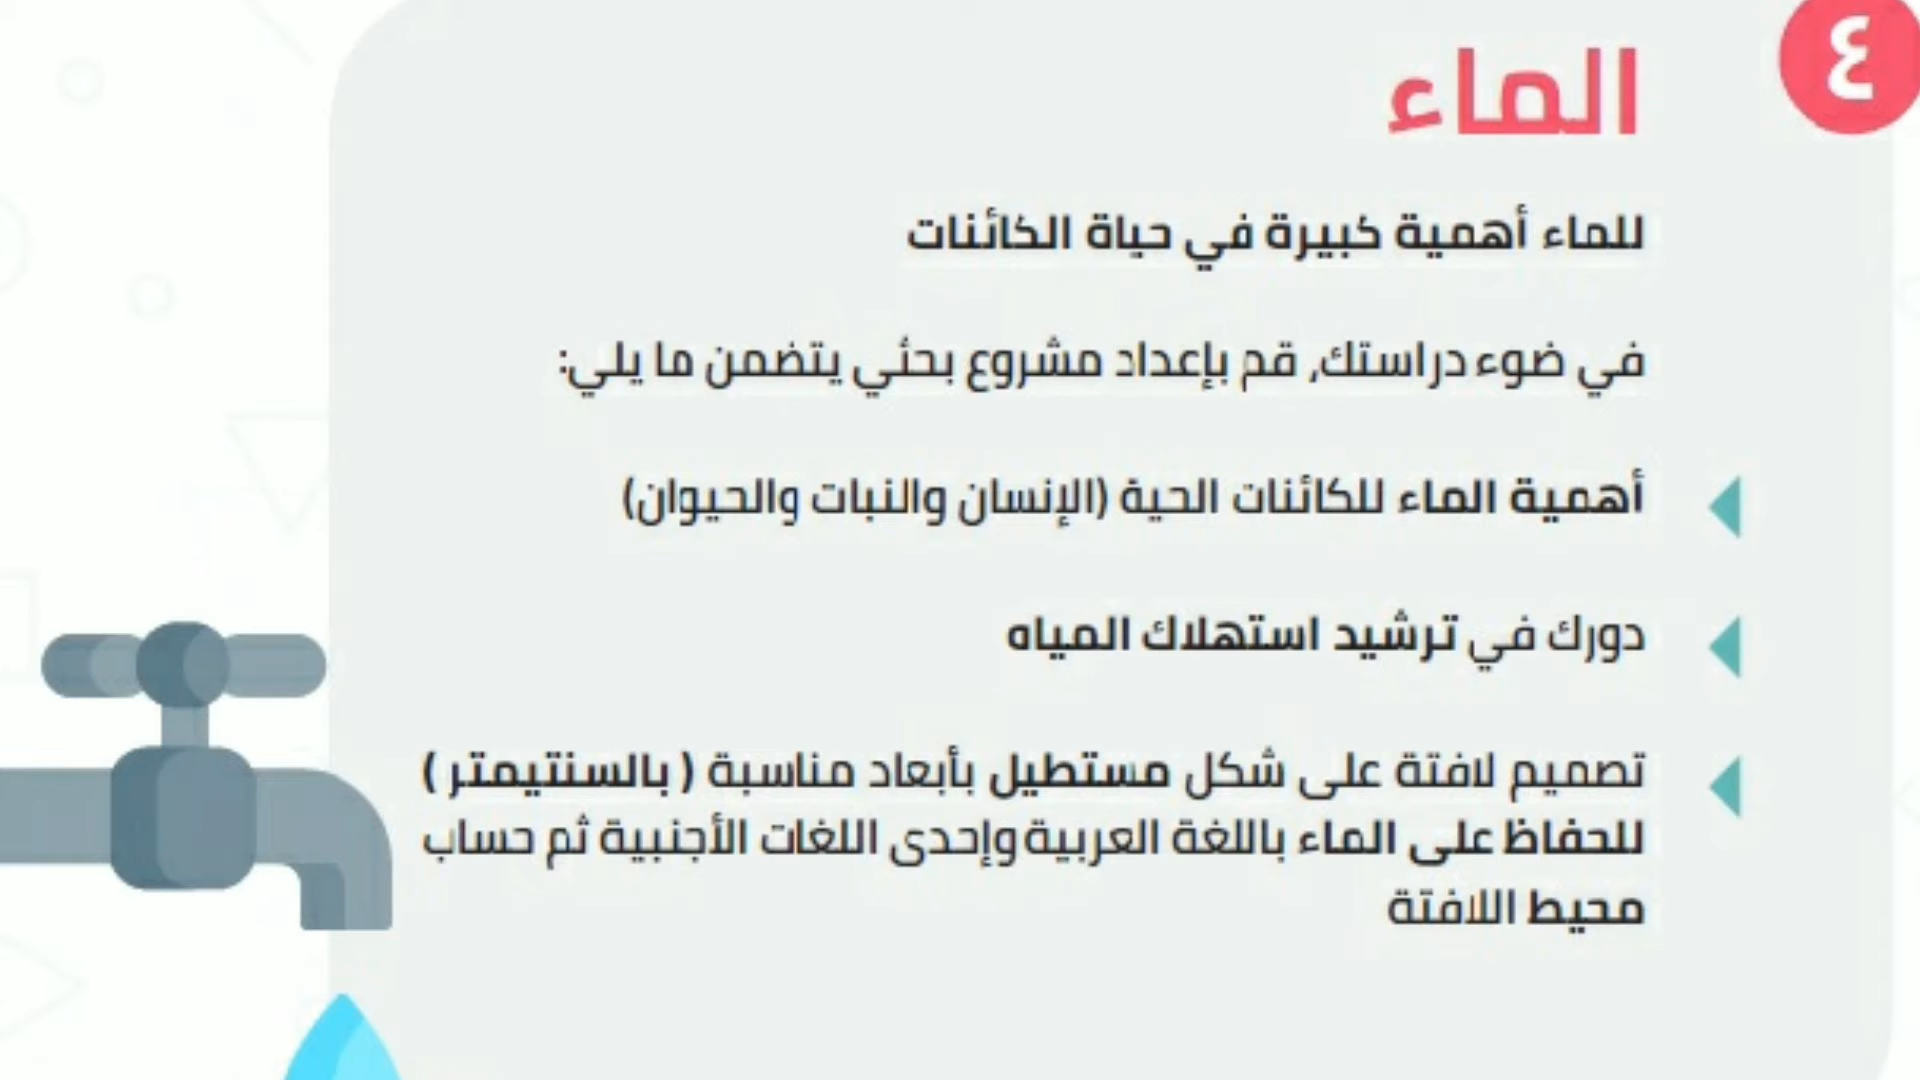 ٤
الماء
للماء أهمية كبيرة في حياة الكائنات
في ضوء دراستك, قم بإعداد مشروع بحثي يتضمن ما يلي:
أهمية الماء للكائنات الحية (الإنسان والنبات والحيوان)
دورك في ترشيد استهلاك المياه
تصميم لافتة على شكل مستطيل بأبعاد مناسبة ( بالسنتيمتر )
للحفاظ على الماء باللغة العربية وإحدى اللغات الأجنبية ثم حساب
محيط اللافتة